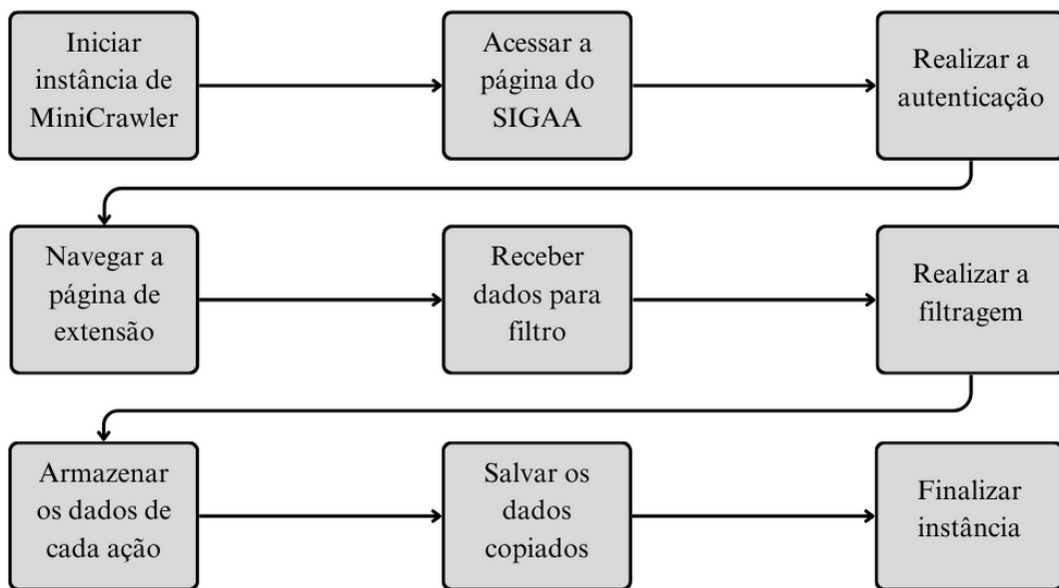 Iniciar
instância de
MiniCrawler
Acessar a
página do
SIGAA
Realizar a
autenticação
Navegar a
página de
extensão
Receber
dados para
filtro
Realizar a
filtragem
Armazenar
os dados de
cada ação
Salvar os
dados
copiados
Finalizar
instância